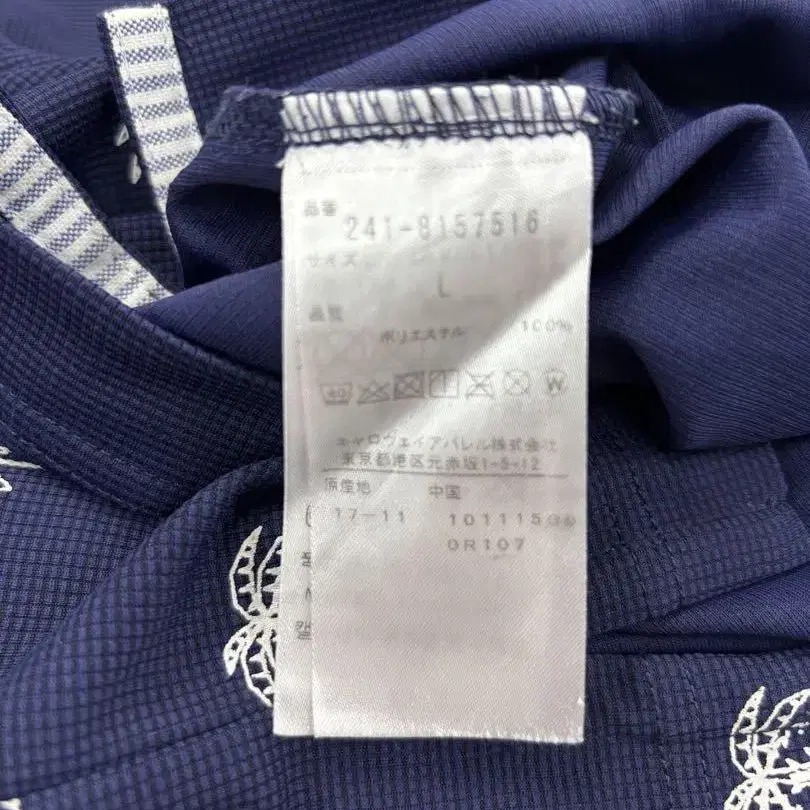 品番
241-8157516
サイズ
L
品質
ポリエステル 100%
40 W
キャロウェイアパレル株式会社
東京都港区元赤坂1-5-12
原産地 中国
17-11 101115
0R107